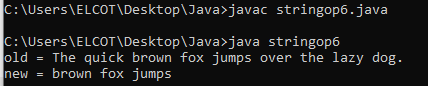 C:\Users\ELCOT\Desktop\Java>javac stringop6.java
C:\Users\ELCOT\Desktop\Java>java stringop6
old = The quick brown fox jumps over the lazy dog.
new = brown fox jumps